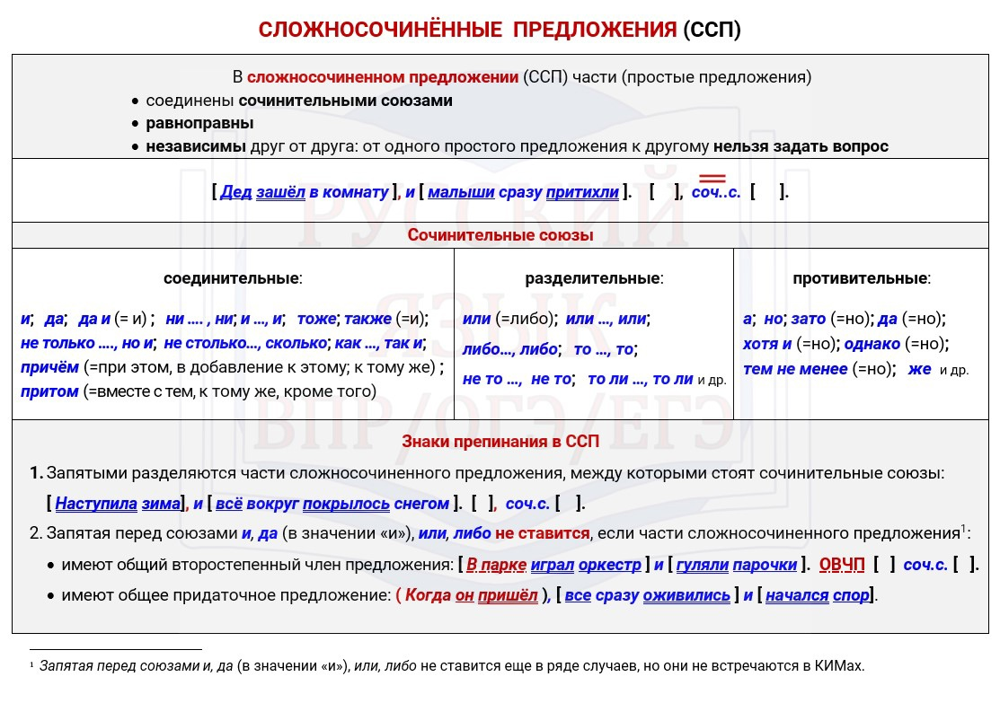 СЛОЖНОСОЧИНЁННЫЕ ПРЕДЛОЖЕНИЯ (ССП)
В сложносочиненном предложении (ССП) части (простые предложения)
• соединены сочинительными союзами
• равноправны
• независимы друг от друга: от одного простого предложения к другому нельзя задать вопрос
[ Дед зашёл в комнату ], и [ малыши сразу притихли ]. [ ], соч..с. [ ].
Сочинительные союзы
соединительные:
и; да; да и (= и) ; ни .... , ни; и ..., и; тоже; также (=и);
не только ...., но и; не столько..., сколько; как ..., так и;
причём (=при этом, в добавление к этому; к тому же) ;
притом (=вместе с тем, к тому же, кроме того)
разделительные:
или (=либо); или ..., или;
либо..., либо; то ..., то;
не то ..., не то; то ли ..., то ли и др.
противительные:
а; но; зато (=но); да (=но);
хотя и (=но); однако (=но);
тем не менее (=но); же и др.
Знаки препинания в ССП
1. Запятыми разделяются части сложносочиненного предложения, между которыми стоят сочинительные союзы:
[ Наступила зима], и [ всё вокруг покрылось снегом ]. [ ], соч.с. [ ].
2. Запятая перед союзами и, да (в значении «и»), или, либо не ставится, если части сложносочиненного предложения¹:
• имеют общий второстепенный член предложения: [ В парке играл оркестр ] и [ гуляли парочки ]. ОВЧП [ ] соч.с. [ ].
• имеют общее придаточное предложение: ( Когда он пришёл ), [ все сразу оживились ] и [ начался спор].
¹ Запятая перед союзами и, да (в значении «и»), или, либо не ставится еще в ряде случаев, но они не встречаются в КИМах.
РУССКИЙ
ЯЗЫК
ВПР/ОГЭ/ЕГЭ